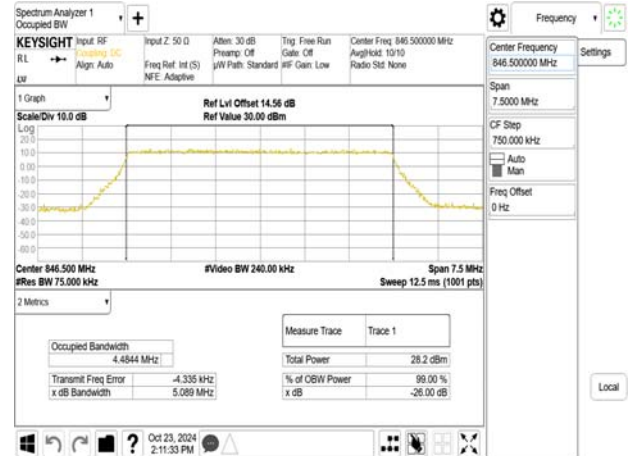 Spectrum Analyzer 1
Occupied BW
Frequency
KEYSIGHT
Input: RF
Coupling: DC
Align: Auto
RL
LXI
Input Z: 50 Ω
Freq Ref: Int (S)
NFE: Adaptive
Atten: 30 dB
Preamp: Off
µW Path: Standard
Trig: Free Run
Gate: Off
#IF Gain: Low
Center Freq: 846.500000 MHz
Avg|Hold: 10/10
Radio Std: None
Center Frequency
846.500000 MHz
Settings
Span
7.5000 MHz
CF Step
750.000 kHz
Auto
Man
Freq Offset
0 Hz
Local
1 Graph
Scale/Div 10.0 dB
Ref Lvl Offset 14.56 dB
Ref Value 30.00 dBm
Log
20.0
10.0
0.00
-10.0
-20.0
-30.0
-40.0
-50.0
-60.0
Center 846.500 MHz
#Res BW 75.000 kHz
#Video BW 240.00 kHz
Span 7.5 MHz
Sweep 12.5 ms (1001 pts)
2 Metrics
Occupied Bandwidth
4.4844 MHz
Transmit Freq Error -4.335 kHz
x dB Bandwidth 5.089 MHz
Measure Trace Trace 1
Total Power 28.2 dBm
% of OBW Power 99.00 %
x dB -26.00 dB
Oct 23, 2024
2:11:33 PM